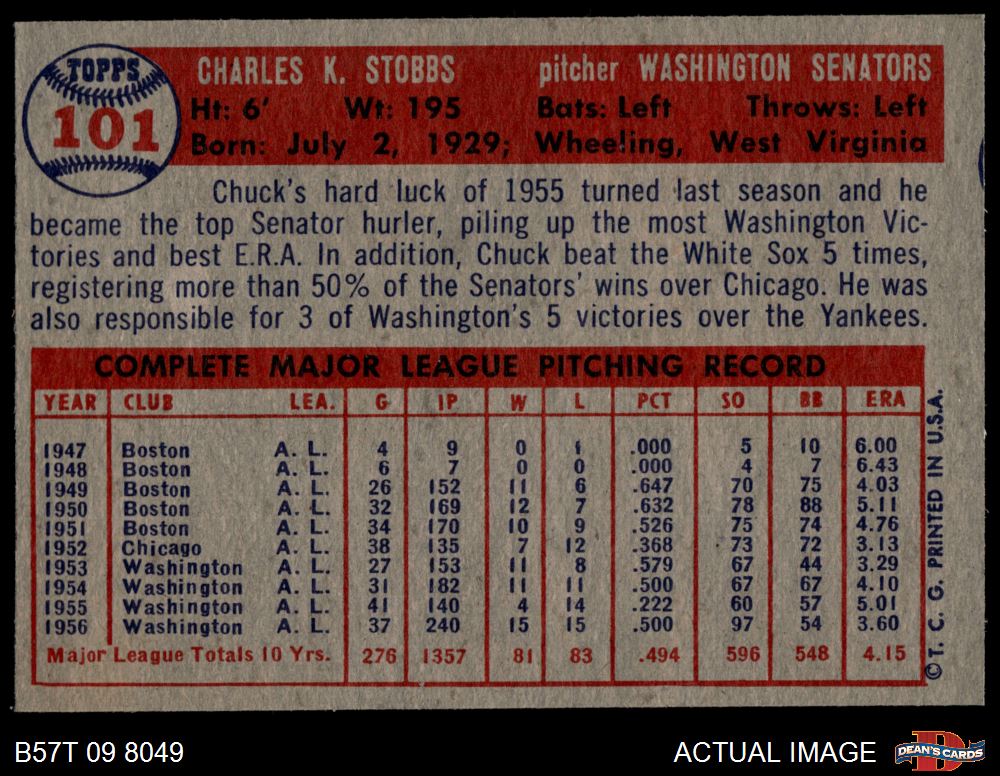 TOPPS
101
CHARLES K. STOBBS pitcher WASHINGTON SENATORS
Ht: 6' Wt: 195 Bats: Left Throws: Left
Born: July 2, 1929; Wheeling, West Virginia
Chuck's hard luck of 1955 turned last season and he
became the top Senator hurler, piling up the most Washington Vic-
tories and best E.R.A. In addition, Chuck beat the White Sox 5 times,
registering more than 50% of the Senators' wins over Chicago. He was
also responsible for 3 of Washington's 5 victories over the Yankees.
COMPLETE MAJOR LEAGUE PITCHING RECORD
YEAR CLUB LEA. G IP W L PCT SO BB ERA
1947 Boston A. L. 4 9 0 1 .000 5 10 6.00
1948 Boston A. L. 6 7 0 0 .000 4 7 6.43
1949 Boston A. L. 26 152 11 6 .647 70 75 4.03
1950 Boston A. L. 32 169 12 7 .632 78 88 5.11
1951 Boston A. L. 34 170 10 9 .526 75 74 4.76
1952 Chicago A. L. 38 135 7 12 .368 73 72 3.13
1953 Washington A. L. 27 153 11 8 .579 67 44 3.29
1954 Washington A. L. 31 182 11 11 .500 67 67 4.10
1955 Washington A. L. 41 140 4 14 .222 60 57 5.01
1956 Washington A. L. 37 240 15 15 .500 97 54 3.60
Major League Totals 10 Yrs. 276 1357 81 83 .494 596 548 4.15
© T. C. G. PRINTED IN U.S.A.
B57T 09 8049
ACTUAL IMAGE
DEAN'S CARDS